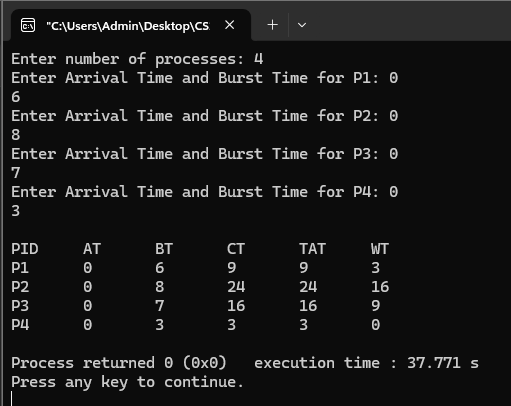 "C:\Users\Admin\Desktop\CS
Enter number of processes: 4
Enter Arrival Time and Burst Time for P1: 0
6
Enter Arrival Time and Burst Time for P2: 0
8
Enter Arrival Time and Burst Time for P3: 0
7
Enter Arrival Time and Burst Time for P4: 0
3
PID AT BT CT TAT WT
P1 0 6 9 9 3
P2 0 8 24 24 16
P3 0 7 16 16 9
P4 0 3 3 3 0
Process returned 0 (0x0) execution time : 37.771 s
Press any key to continue.